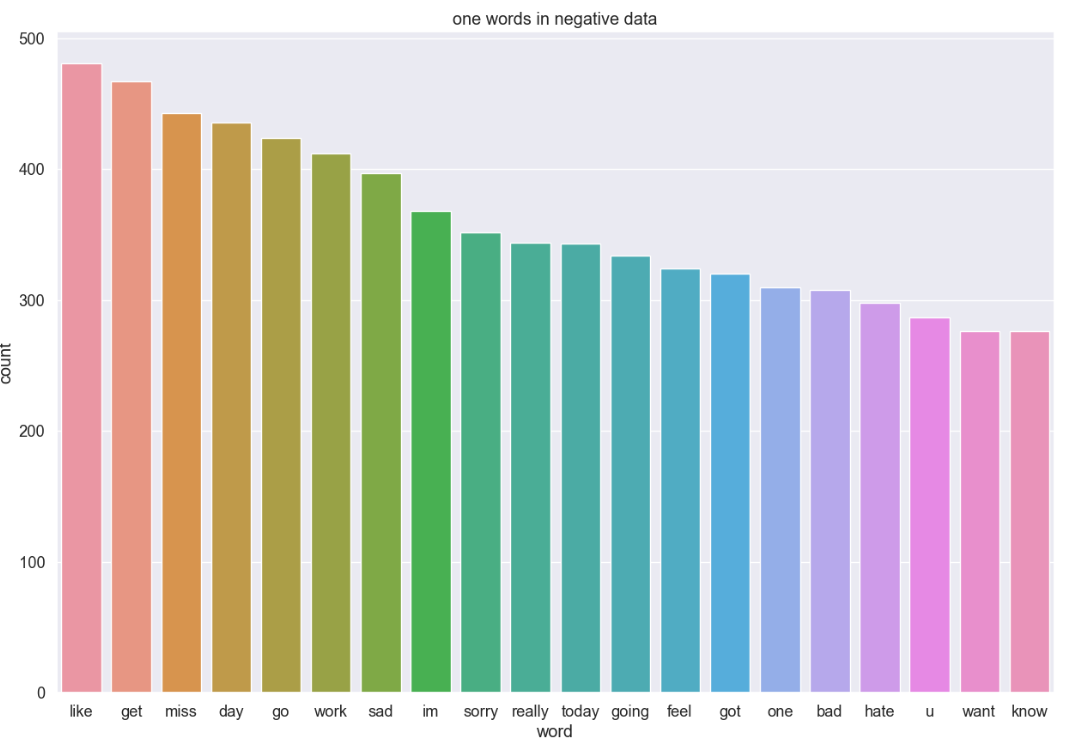 one words in negative data
500
400
300
200
100
0
count
like get miss day go work sad im sorry really today going feel got one bad hate u want know
word